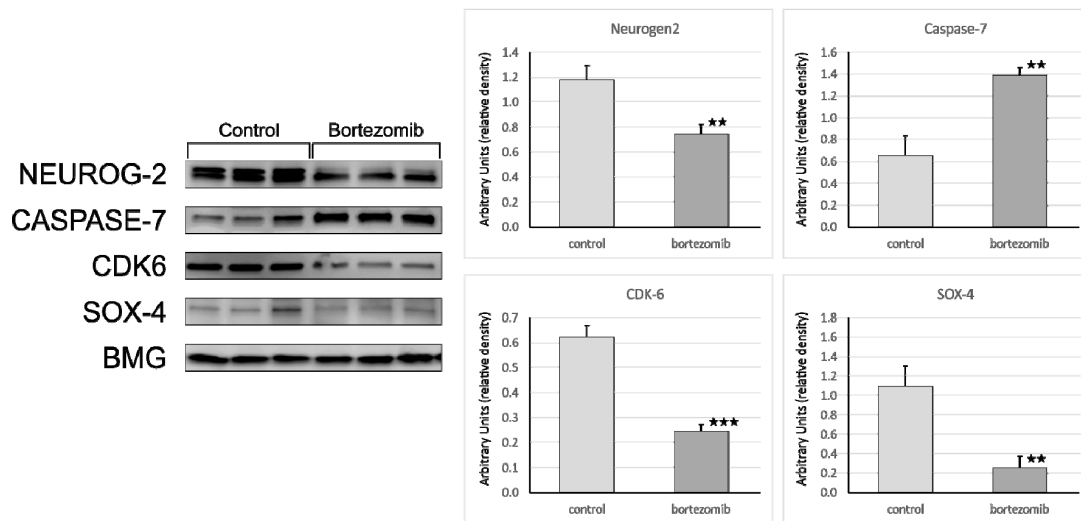 Control Bortezomib
NEUROG-2
CASPASE-7
CDK6
SOX-4
BMG
Neurogen2
Arbitrary Units (relative density)
1.4
1.2
1.0
0.8
0.6
0.4
0.2
0.0
★★
control bortezomib
Caspase-7
Arbitrary Units (relative density)
1.6
1.4
1.2
1.0
0.8
0.6
0.4
0.2
0.0
★★
control bortezomib
CDK-6
Arbitrary Units (relative density)
0.7
0.6
0.5
0.4
0.3
0.2
0.1
0.0
★★★
control bortezomib
SOX-4
Arbitrary Units (relative density)
1.8
1.6
1.4
1.2
1.0
0.8
0.6
0.4
0.2
0.0
★★
control bortezomib